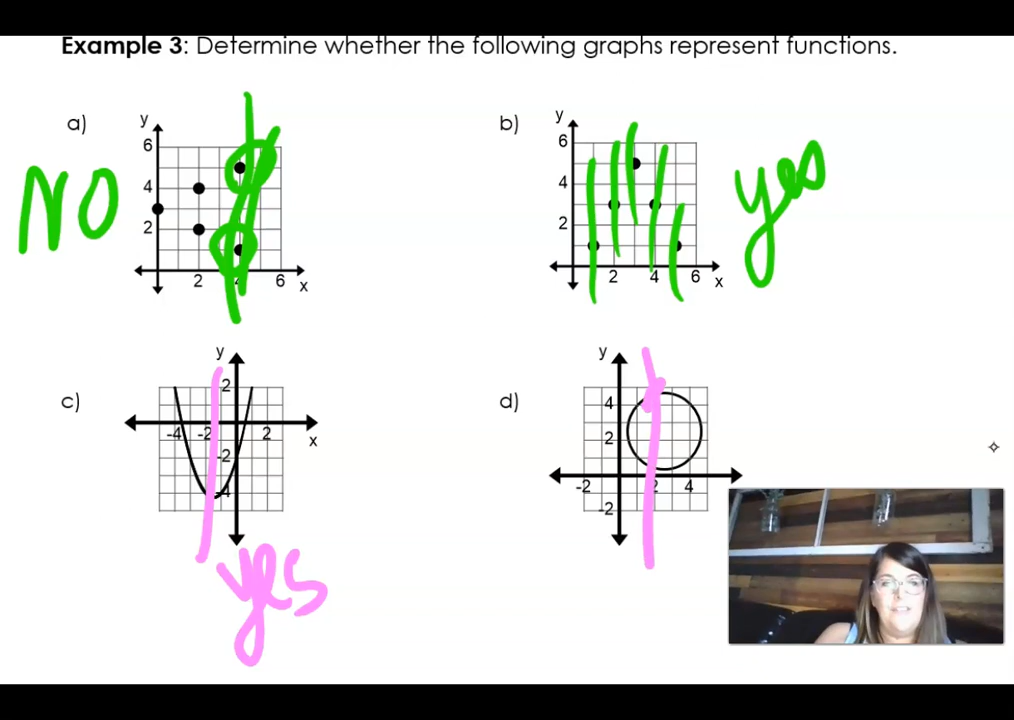 Example 3: Determine whether the following graphs represent functions.
a)
y
6
4
2
2
6
x
NO
b)
y
6
4
2
2
4
6
x
yes
c)
y
2
-4
-2
2
x
-2
-4
yes
d)
y
4
2
-2
2
4
-2